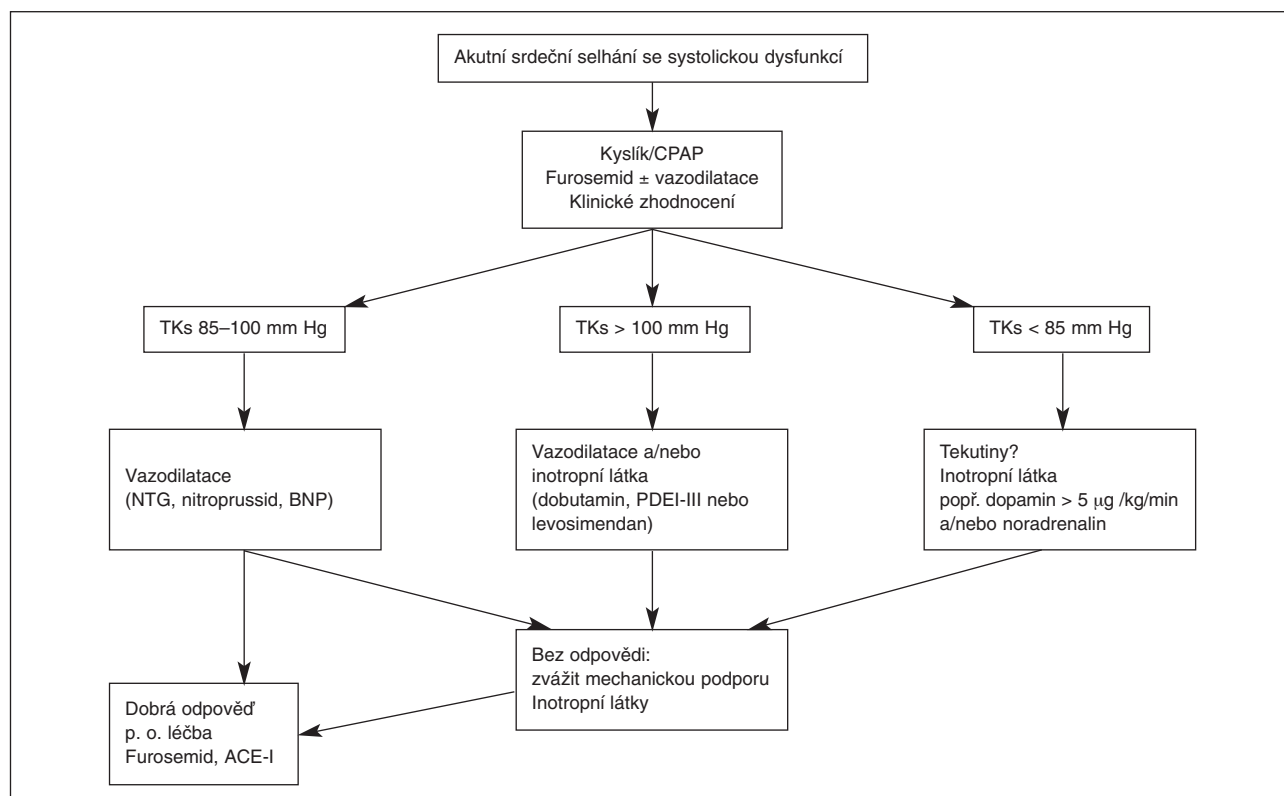 Akutní srdeční selhání se systolickou dysfunkcí
Kyslík/CPAP
Furosemid ± vazodilatace
Klinické zhodnocení
TKs 85–100 mm Hg
TKs > 100 mm Hg
TKs < 85 mm Hg
Vazodilatace
(NTG, nitroprussid, BNP)
Vazodilatace a/nebo
inotropní látka
(dobutamin, PDEI-III nebo
levosimendan)
Tekutiny?
Inotropní látka
popř. dopamin > 5 μg /kg/min
a/nebo noradrenalin
Bez odpovědi:
zvážit mechanickou podporu
Inotropní látky
Dobrá odpověď
p. o. léčba
Furosemid, ACE-I